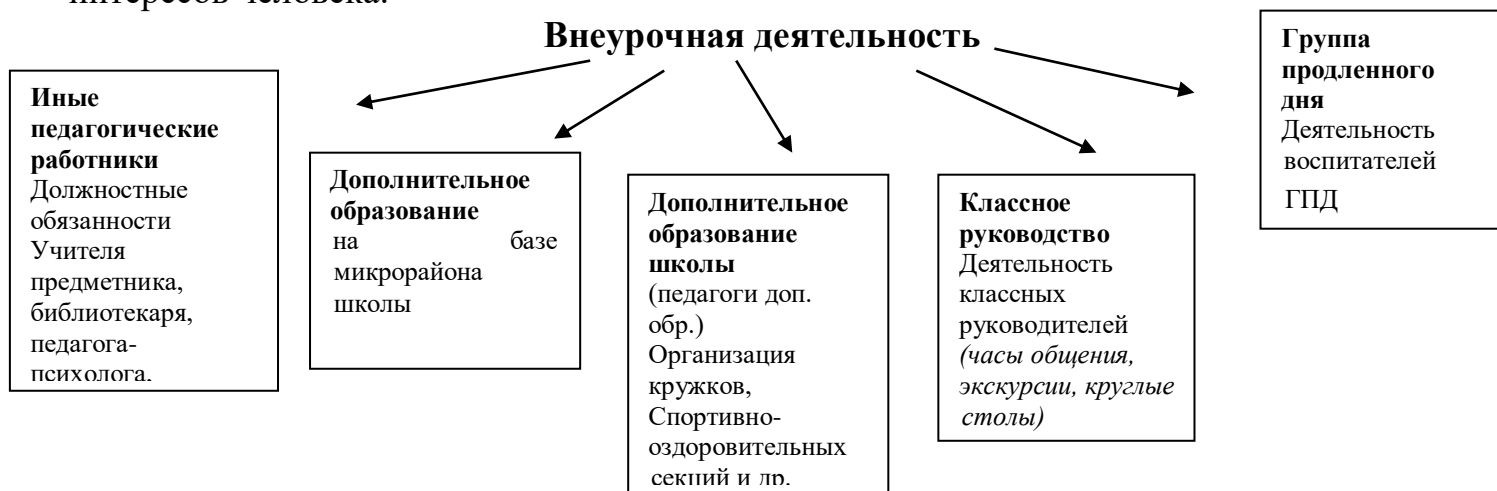 интересов человека.
Внеурочная деятельность
Иные
педагогические
работники
Должностные
обязанности
Учителя
предметника,
библиотекаря,
педагога-
психолога,
Дополнительное
образование
на базе
микрорайона
школы
Дополнительное
образование
школы
(педагоги доп.
обр.)
Организация
кружков,
Спортивно-
оздоровительных
секций и др.
Классное
руководство
Деятельность
классных
руководителей
(часы общения,
экскурсии, круглые
столы)
Группа
продленного
дня
Деятельность
воспитателей
ГПД